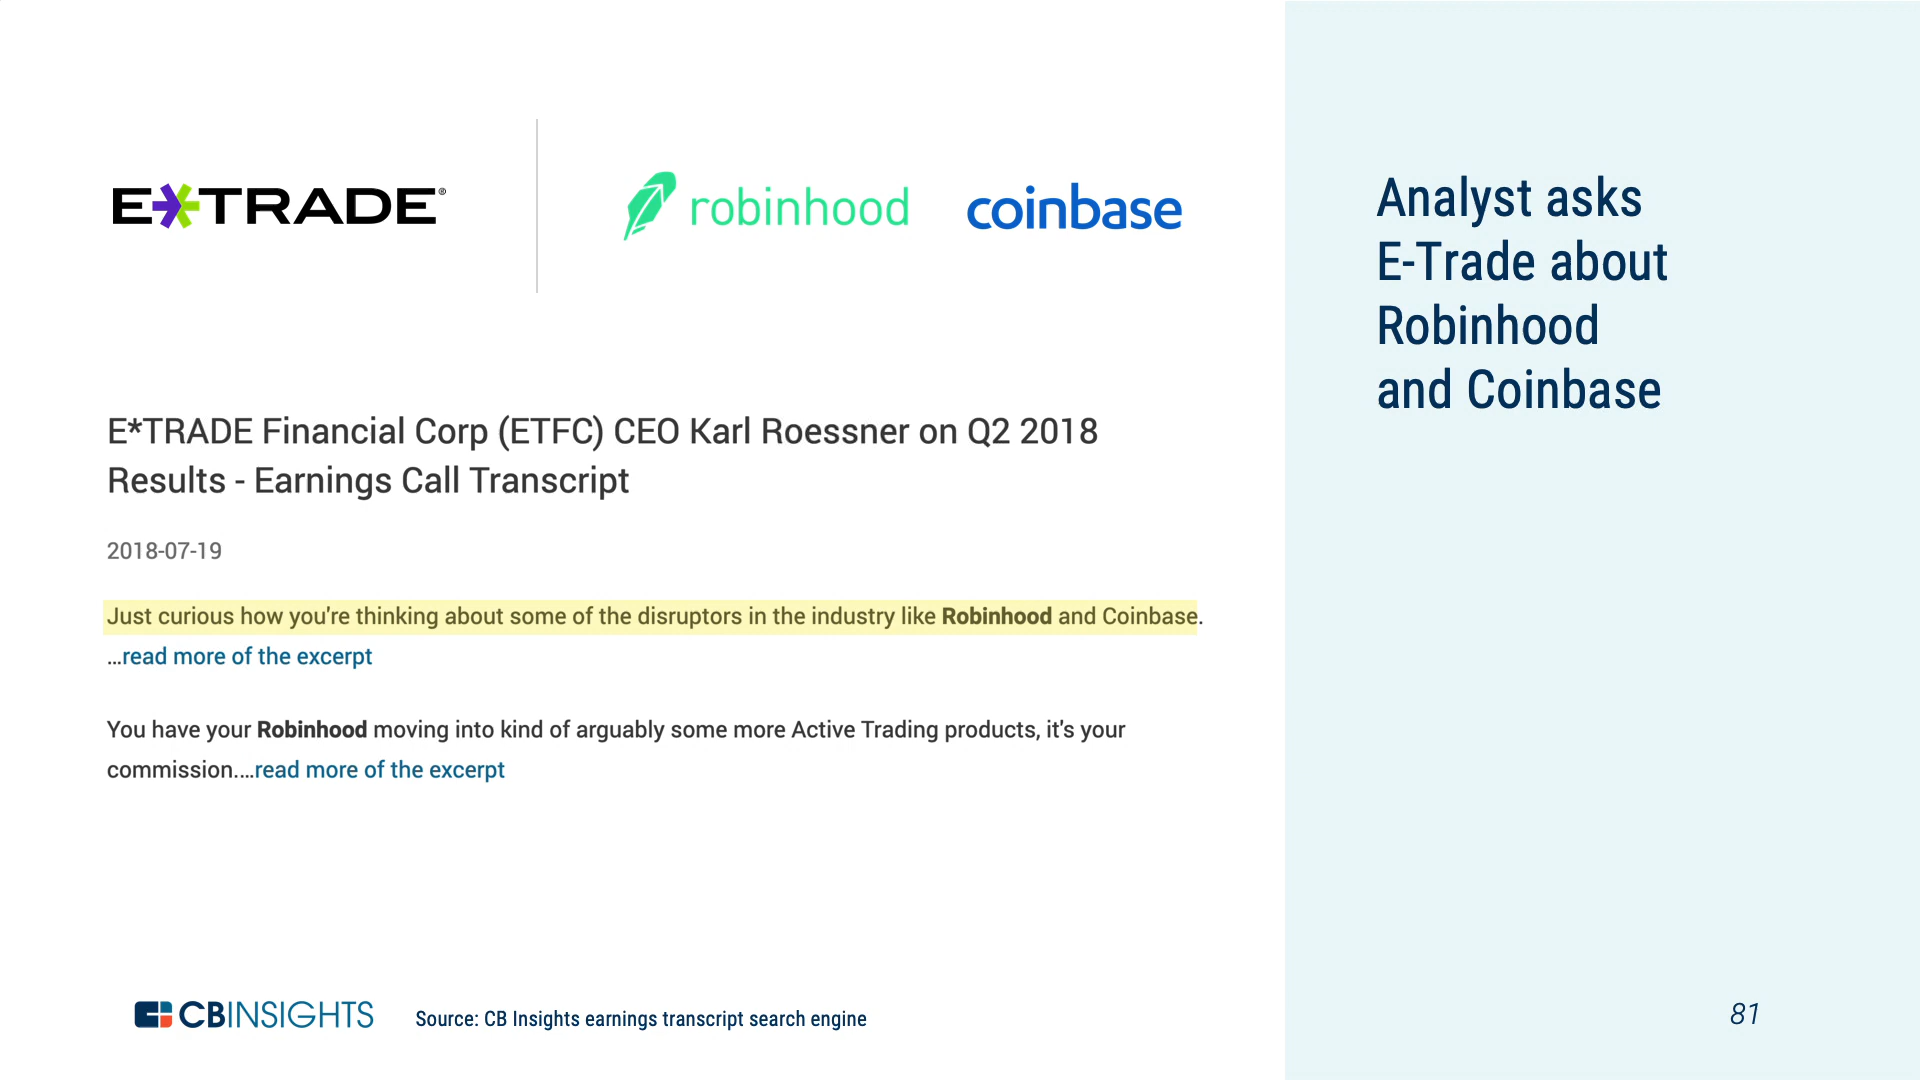 E*TRADE®
robinhood
coinbase
E*TRADE Financial Corp (ETFC) CEO Karl Roessner on Q2 2018
Results - Earnings Call Transcript
2018-07-19
Just curious how you're thinking about some of the disruptors in the industry like Robinhood and Coinbase.
...read more of the excerpt
You have your Robinhood moving into kind of arguably some more Active Trading products, it's your
commission....read more of the excerpt
Analyst asks
E-Trade about
Robinhood
and Coinbase
CBINSIGHTS
Source: CB Insights earnings transcript search engine
81